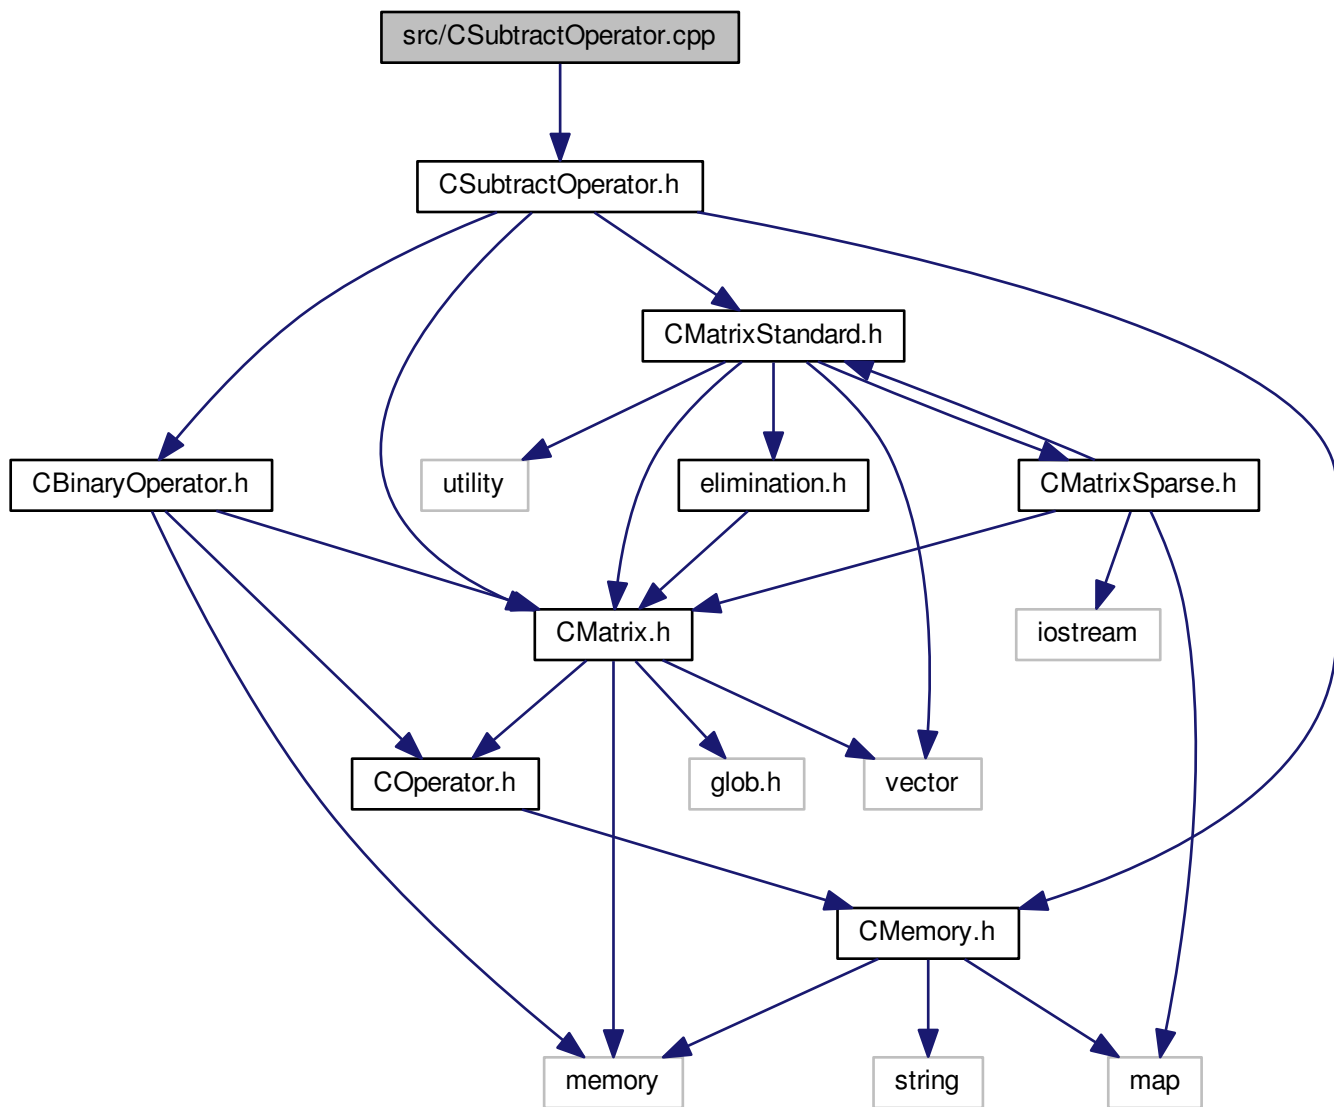 src/CSubtractOperator.cpp
CSubtractOperator.h
CMatrixStandard.h
CBinaryOperator.h
utility
elimination.h
CMatrixSparse.h
CMatrix.h
iostream
COperator.h
glob.h
vector
CMemory.h
memory
string
map